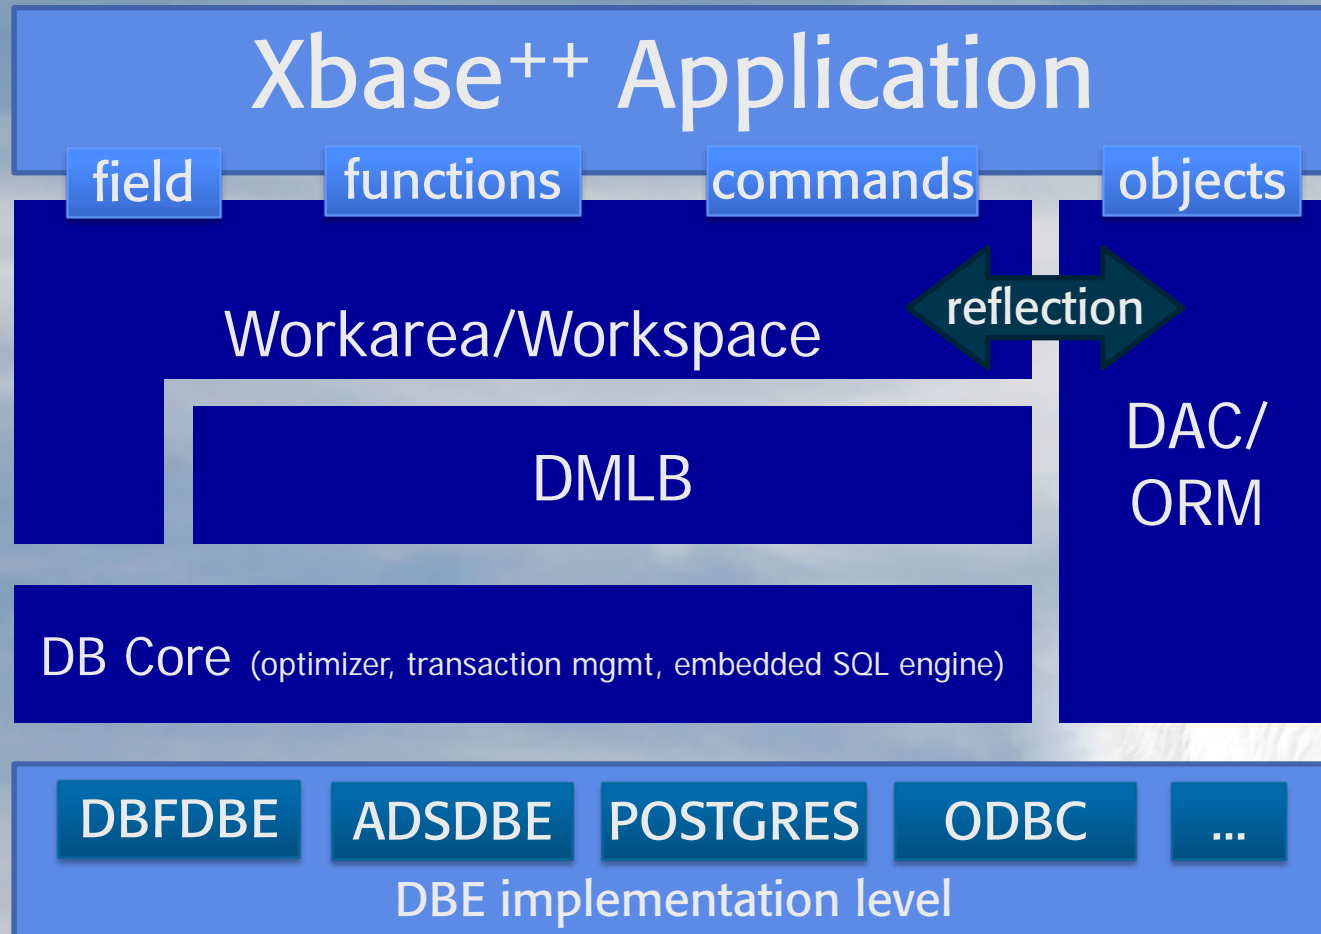 Xbase++ Application
field functions commands objects
reflection
Workarea/Workspace
DMLB
DAC/
ORM
DB Core (optimizer, transaction mgmt, embedded SQL engine)
DBFDBE ADSDBE POSTGRES ODBC ...
DBE implementation level